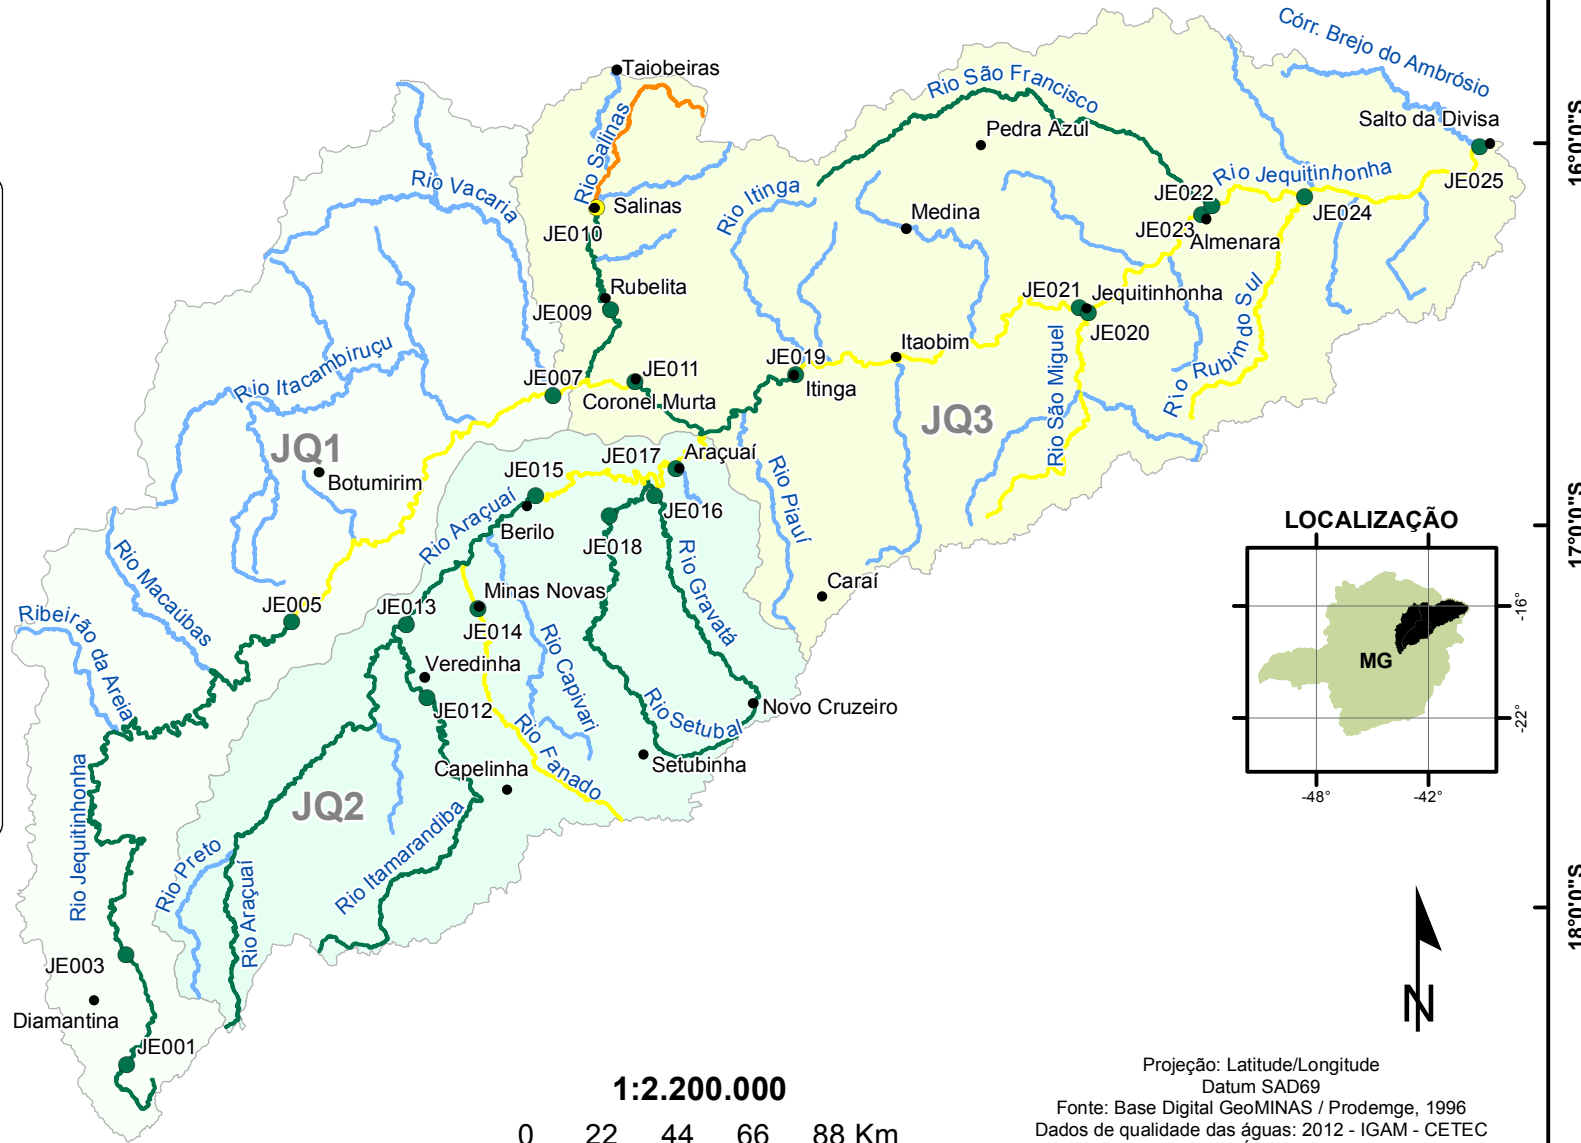 Córr. Brejo do Ambrósio
Taiobeiras
Rio São Francisco
Salto da Divisa
16°0'0"S
Pedra Azul
Rio Salinas
Rio Vacaria
Rio Itinga
Rio Jequitinhonha
JE025
JE022
JE024
Salinas
Medina
JE010
JE023
Almenara
Rubelita
JE009
JE021
Jequitinhonha
JE020
Rio Rubim do Sul
Itaobim
Rio São Miguel
Rio Itacambiruçu
JE019
JE011
Itinga
JE007
Coronel Murta
JQ3
JQ1
Botumirim
JE017
Araçuaí
JE015
Rio Araçuaí
Berilo
JE016
Rio Piauí
JE018
17°0'0"S
LOCALIZAÇÃO
Rio Macaúbas
Rio Gravatá
Caraí
Minas Novas
JE005
JE013
JE014
Ribeirão da Areia
Rio Capivari
-16°
MG
Veredinha
JE012
Rio Setubal
Novo Cruzeiro
-22°
Rio Fanado
Setubinha
Capelinha
-48
-42
JQ2
Rio Jequitinhonha
Rio Preto
Rio Araçuaí
Rio Itamarandiba
18°0'0"S
JE003
Diamantina
N
JE001
1:2.200.000
0 22 44 66 88 Km
Projeção: Latitude/Longitude
Datum SAD69
Fonte: Base Digital GeoMINAS / Prodemge, 1996
Dados de qualidade das águas: 2012 - IGAM - CETEC